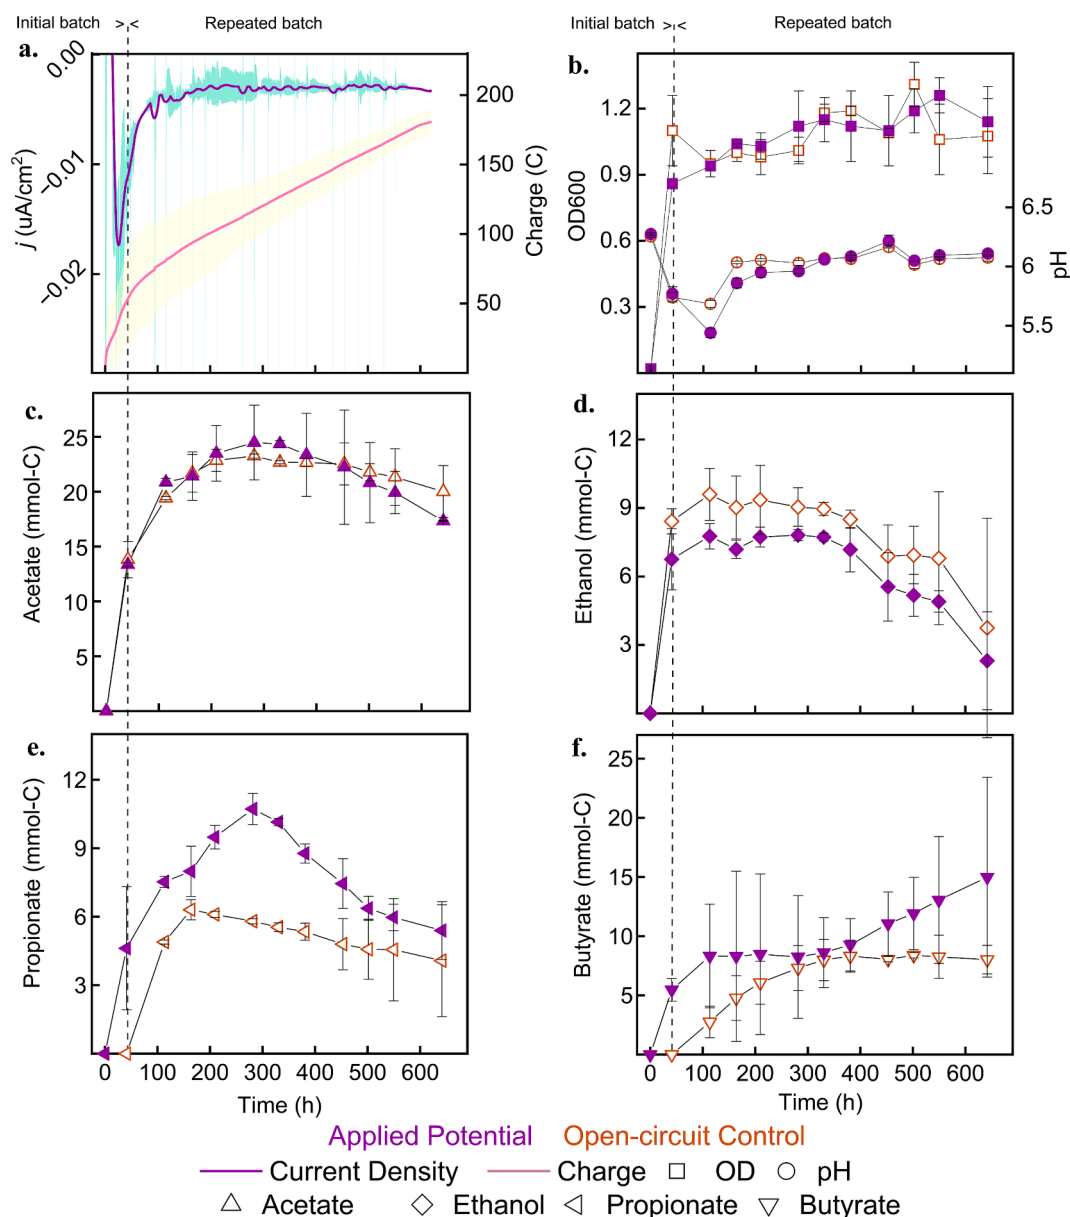 Initial batch > < Repeated batch
> <
a.
0.00
−0.01
−0.02
j (uA/cm²)
200
150
100
50
Charge (C)
b.
1.2
0.9
0.6
0.3
OD600
6.5
6
5.5
pH
c.
25
20
15
10
5
Acetate (mmol-C)
d.
12
9
6
3
Ethanol (mmol-C)
e.
12
9
6
3
Propionate (mmol-C)
0 100 200 300 400 500 600
Time (h)
f.
25
20
15
10
5
Butyrate (mmol-C)
0 100 200 300 400 500 600
Time (h)
Applied Potential Open-circuit Control
Current Density Charge OD pH
Acetate Ethanol Propionate Butyrate